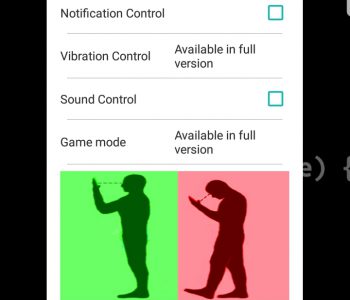 Notification Control
Vibration Control
Available in full
version
Sound Control
Game mode
Available in full
version
) {